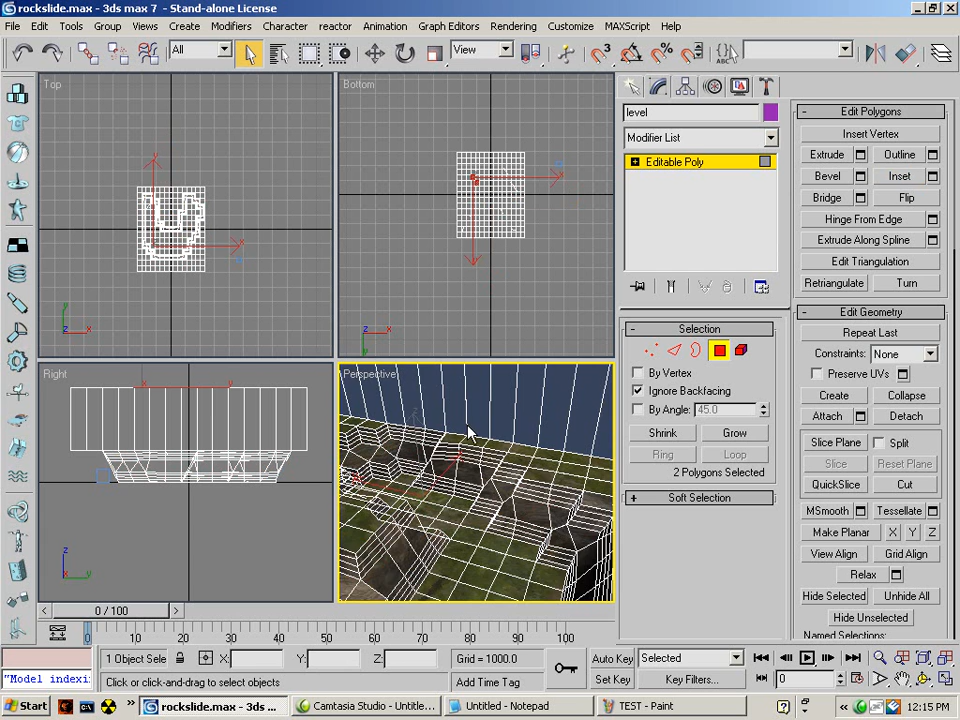 rockslide.max - 3ds max 7 - Stand-alone License
File Edit Tools Group Views Create Modifiers Character reactor Animation Graph Editors Rendering Customize MAXScript Help
All View
Top
Bottom
Right
Perspective
x
y
z
level
Modifier List
Editable Poly
Selection
By Vertex
Ignore Backfacing
By Angle: 45.0
Shrink Grow
Ring Loop
2 Polygons Selected
Soft Selection
Edit Polygons
Insert Vertex
Extrude Outline
Bevel Inset
Bridge Flip
Hinge From Edge
Extrude Along Spline
Edit Triangulation
Retriangulate Turn
Edit Geometry
Repeat Last
Constraints: None
Preserve UVs
Create Collapse
Attach Detach
Slice Plane Split
Slice Reset Plane
QuickSlice Cut
MSmooth Tessellate
Make Planar X Y Z
View Align Grid Align
Relax
Hide Selected Unhide All
Hide Unselected
Named Selections:
0 / 100
0 10 20 30 40 50 60 70 80 90 100
1 Object Sele X: Y: Z: Grid = 1000.0 Auto Key Selected
"Model indexi Click or click-and-drag to select objects Add Time Tag Set Key Key Filters... 0
Start rockslide.max - 3ds ... Camtasia Studio - Untitle... Untitled - Notepad TEST - Paint 12:15 PM